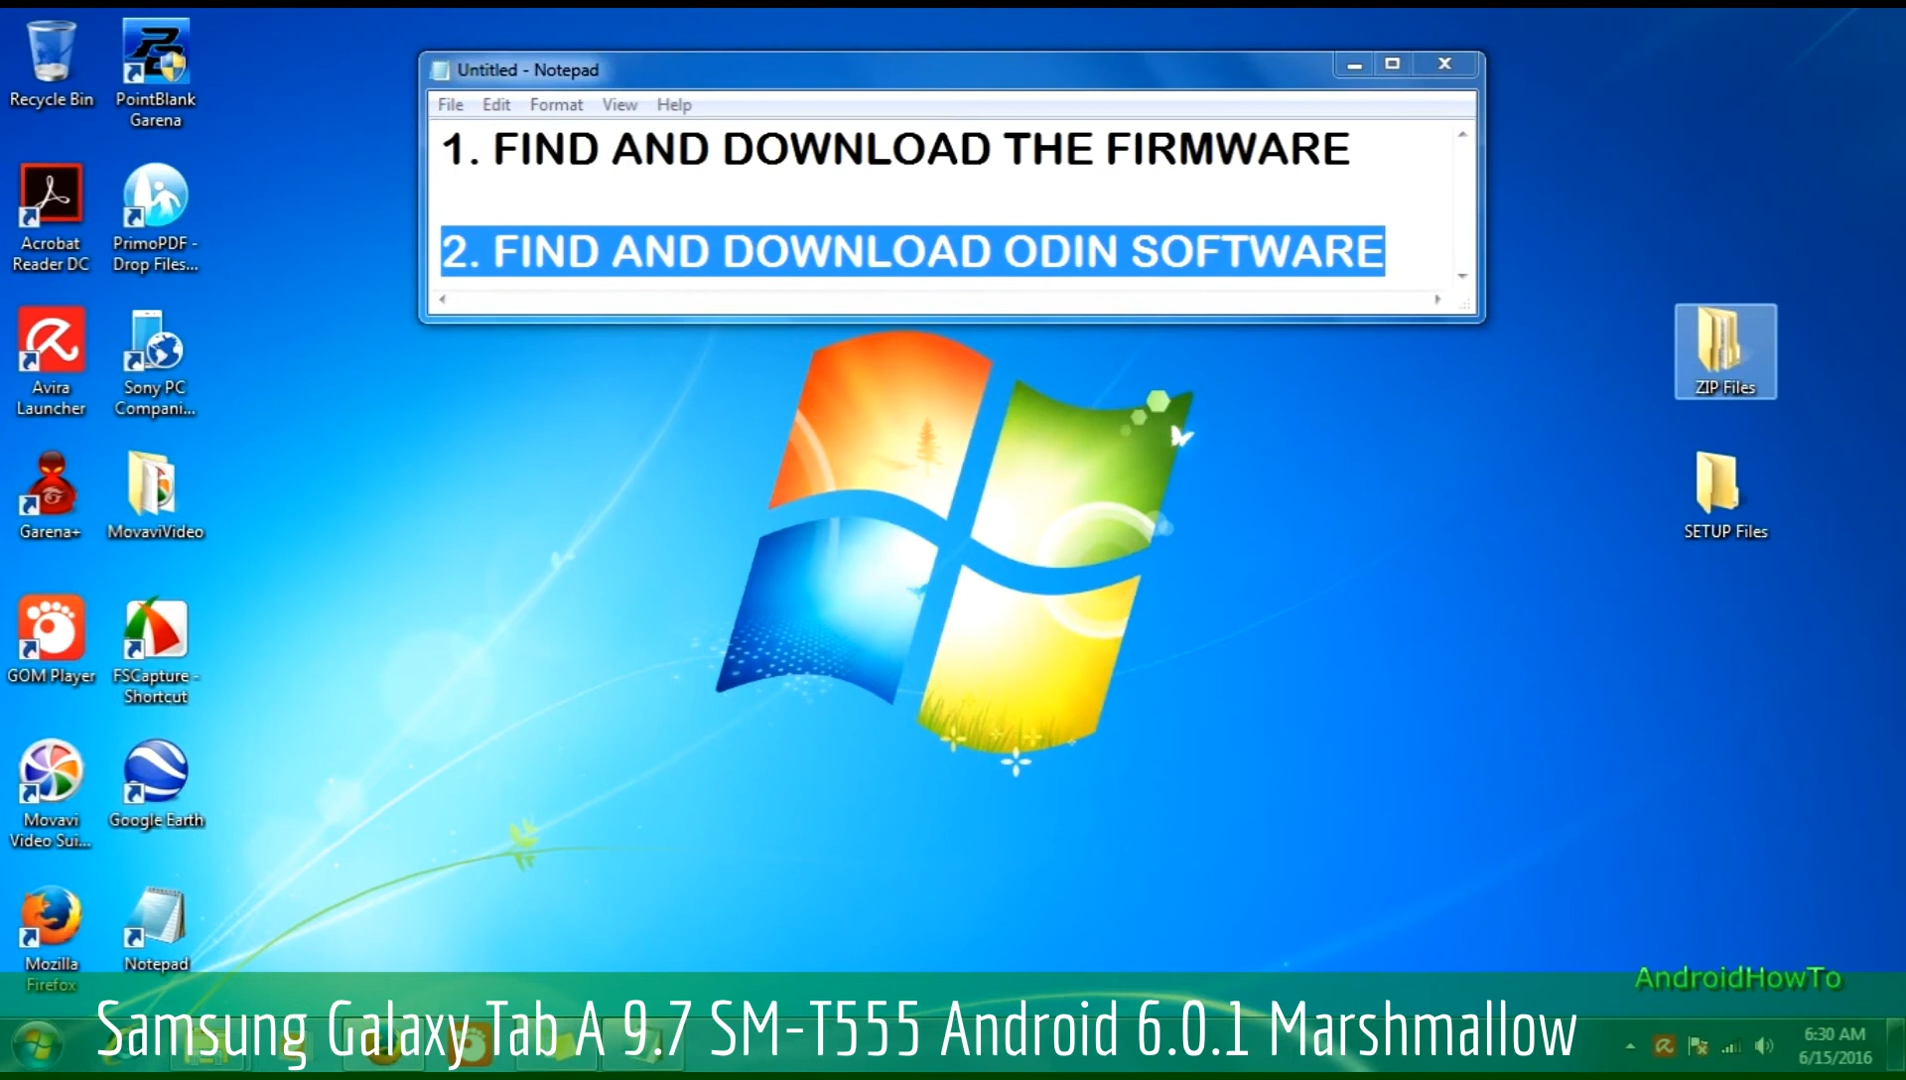 Recycle Bin
PointBlank
Garena
Acrobat
Reader DC
PrimoPDF -
Drop Files...
Avira
Launcher
Sony PC
Compani...
Garena+
MovaviVideo
GOM Player
FSCapture -
Shortcut
Movavi
Video Sui...
Google Earth
Mozilla
Firefox
Notepad
Untitled - Notepad
File Edit Format View Help
1. FIND AND DOWNLOAD THE FIRMWARE
2. FIND AND DOWNLOAD ODIN SOFTWARE
ZIP Files
SETUP Files
AndroidHowTo
Samsung Galaxy Tab A 9.7 SM-T555 Android 6.0.1 Marshmallow
6:30 AM
6/15/2016